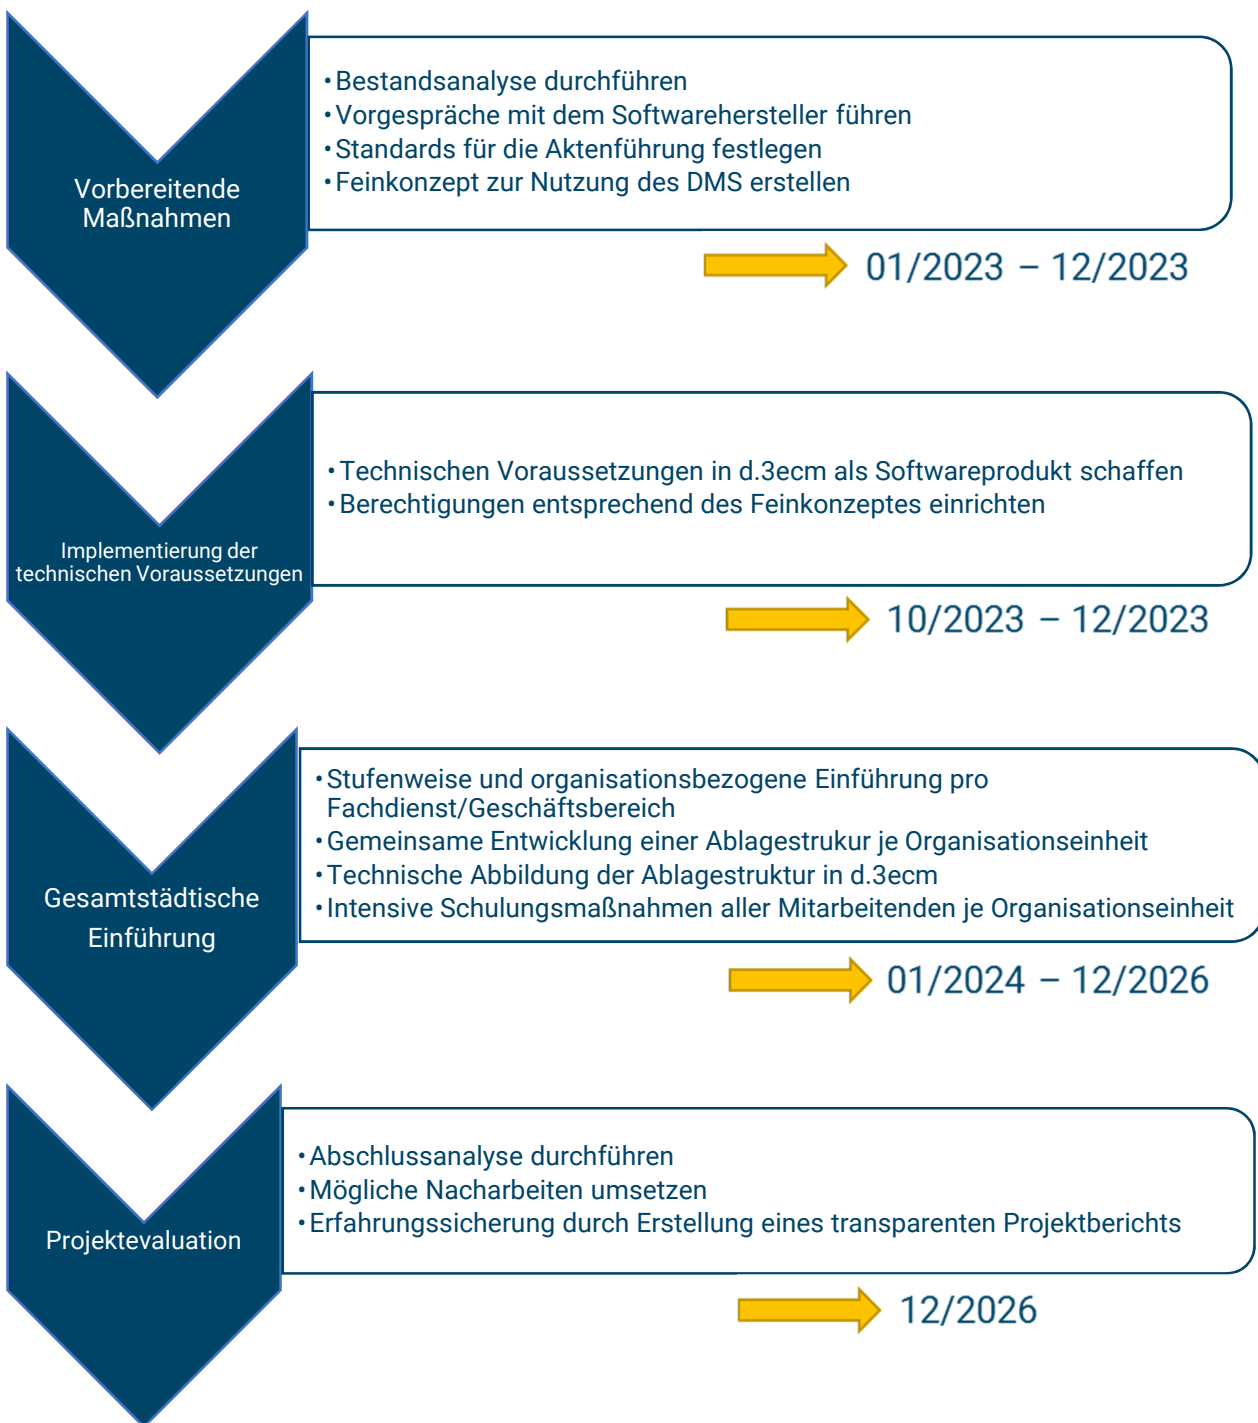 Vorbereitende
Maßnahmen
•Bestandsanalyse durchführen
•Vorgespräche mit dem Softwarehersteller führen
•Standards für die Aktenführung festlegen
•Feinkonzept zur Nutzung des DMS erstellen
01/2023 – 12/2023
Implementierung der
technischen Voraussetzungen
•Technischen Voraussetzungen in d.3ecm als Softwareprodukt schaffen
•Berechtigungen entsprechend des Feinkonzeptes einrichten
10/2023 – 12/2023
Gesamtstädtische
Einführung
•Stufenweise und organisationsbezogene Einführung pro
Fachdienst/Geschäftsbereich
•Gemeinsame Entwicklung einer Ablagestrukur je Organisationseinheit
•Technische Abbildung der Ablagestruktur in d.3ecm
•Intensive Schulungsmaßnahmen aller Mitarbeitenden je Organisationseinheit
01/2024 – 12/2026
Projektevaluation
•Abschlussanalyse durchführen
•Mögliche Nacharbeiten umsetzen
•Erfahrungssicherung durch Erstellung eines transparenten Projektberichts
12/2026